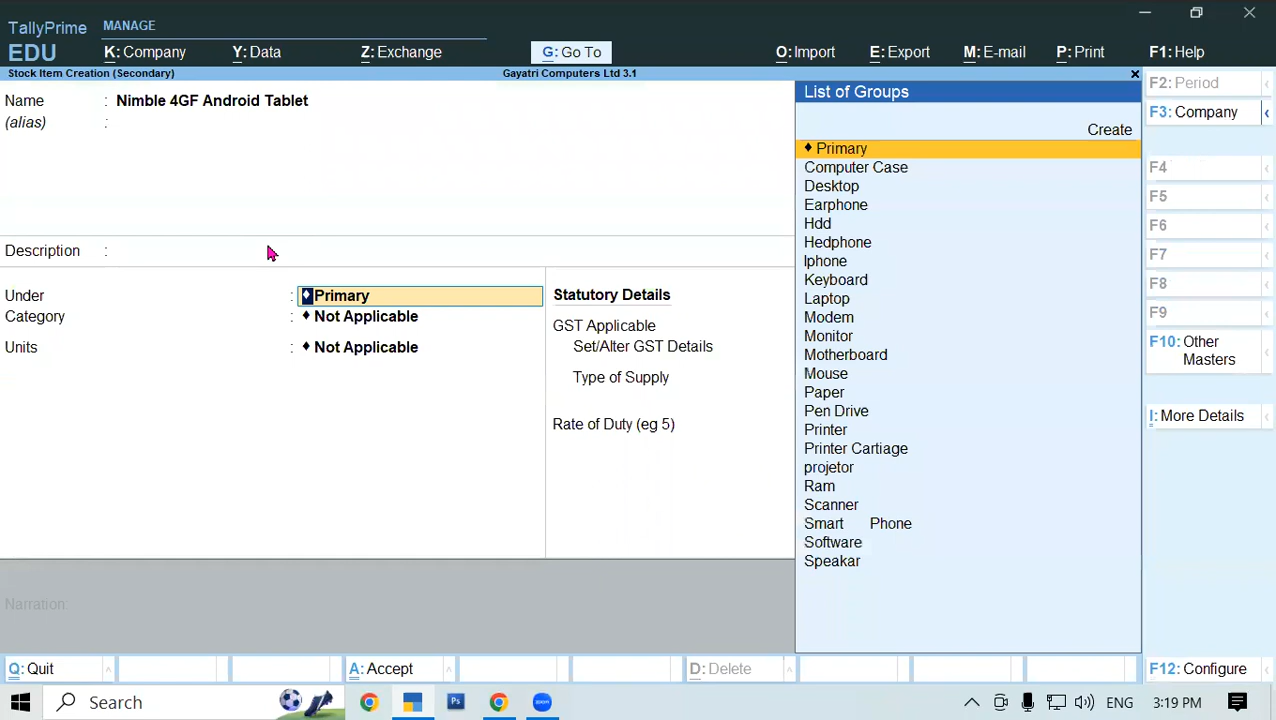 TallyPrime MANAGE
EDU K: Company Y: Data Z: Exchange G: Go To O: Import E: Export M: E-mail P: Print F1: Help
Stock Item Creation (Secondary) Gayatri Computers Ltd 3.1
Name : Nimble 4GF Android Tablet
(alias) :
Description :
Under : ♦ Primary
Category : ♦ Not Applicable
Units : ♦ Not Applicable
Statutory Details
GST Applicable
Set/Alter GST Details
Type of Supply
Rate of Duty (eg 5)
Narration:
List of Groups
Create
♦ Primary
Computer Case
Desktop
Earphone
Hdd
Hedphone
Iphone
Keyboard
Laptop
Modem
Monitor
Motherboard
Mouse
Paper
Pen Drive
Printer
Printer Cartiage
projetor
Ram
Scanner
Smart Phone
Software
Speakar
F2: Period
F3: Company
F4
F5
F6
F7
F8
F9
F10: Other
Masters
I: More Details
Q: Quit A: Accept D: Delete F12: Configure
Search Ps zoom ENG 3:19 PM